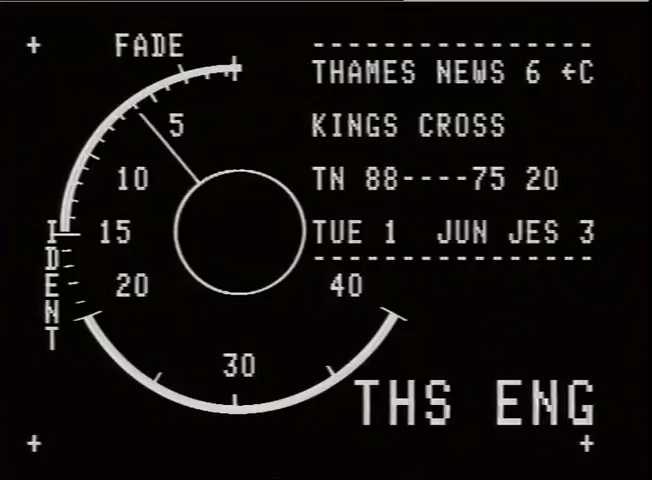 FADE
----------------
THAMES NEWS 6 ←C
KINGS CROSS
TN 88----75 20
TUE 1 JUN JES 3
----------------
5
10
15
20
30
40
IDENT
THS ENG